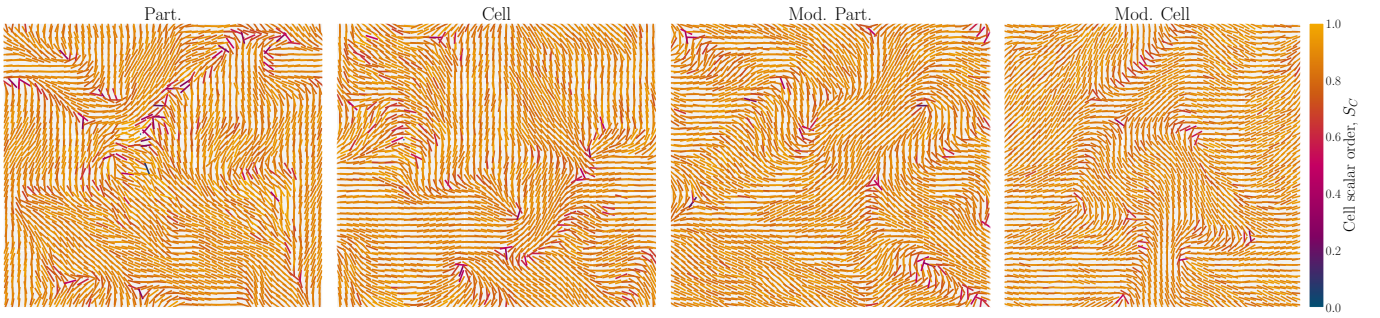 Part.
Cell
Mod. Part.
Mod. Cell
1.0
0.8
0.6
0.4
0.2
0.0
Cell scalar order, S_C